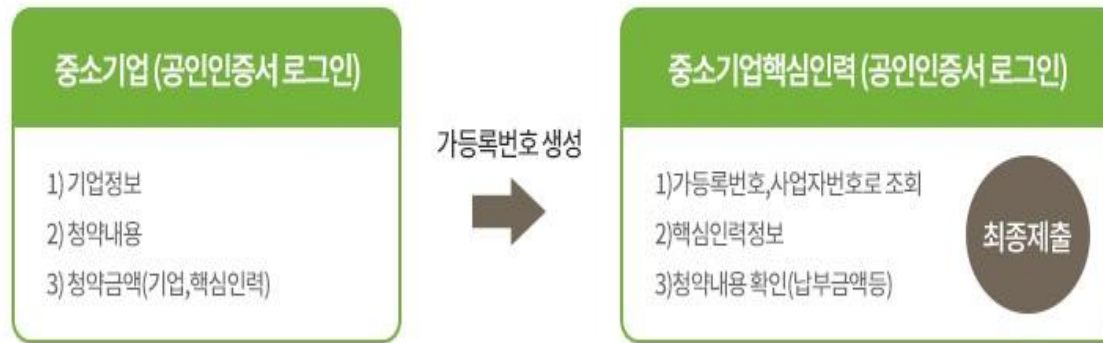 중소기업 (공인인증서 로그인)
1) 기업정보
2) 청약내용
3) 청약금액(기업,핵심인력)
가등록번호 생성
중소기업핵심인력 (공인인증서 로그인)
1)가등록번호,사업자번호로 조회
2)핵심인력정보
3)청약내용 확인(납부금액등)
최종제출